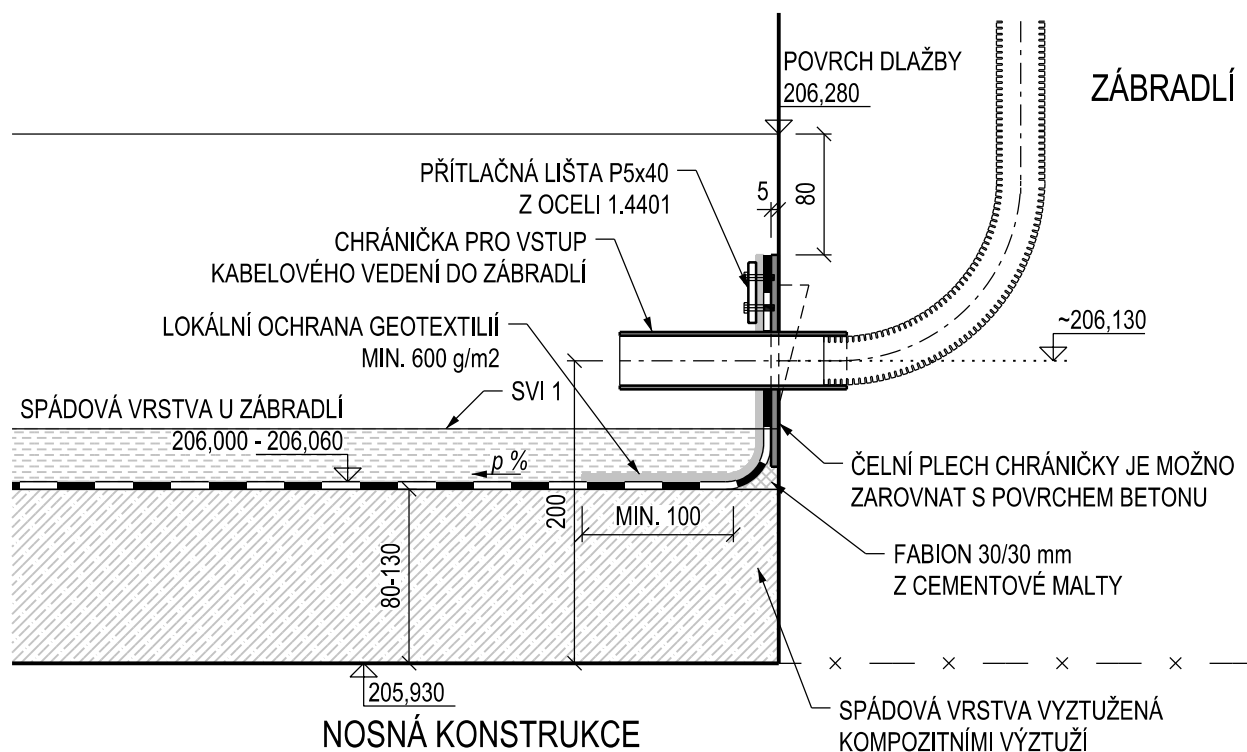 POVRCH DLAŽBY
206,280
ZÁBRADLÍ
PŘÍTLAČNÁ LIŠTA P5x40
Z OCELI 1.4401
5
80
CHRÁNIČKA PRO VSTUP
KABELOVÉHO VEDENÍ DO ZÁBRADLÍ
LOKÁLNÍ OCHRANA GEOTEXTILIÍ
MIN. 600 g/m2
~206,130
SVI 1
SPÁDOVÁ VRSTVA U ZÁBRADLÍ
206,000 - 206,060
p %
ČELNÍ PLECH CHRÁNIČKY JE MOŽNO
ZAROVNAT S POVRCHEM BETONU
200
MIN. 100
80-130
FABION 30/30 mm
Z CEMENTOVÉ MALTY
205,930
NOSNÁ KONSTRUKCE
SPÁDOVÁ VRSTVA VYZTUŽENÁ
KOMPOZITNÍMI VÝZTUŽÍ